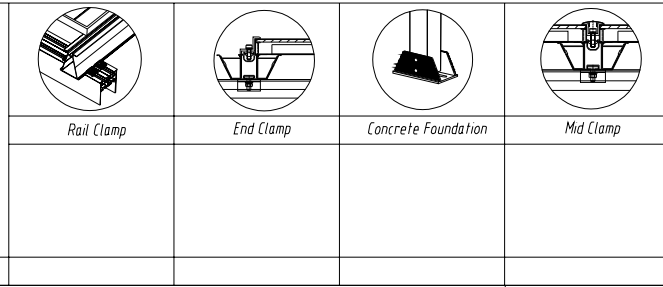 Rail Clamp
End Clamp
Concrete Foundation
Mid Clamp